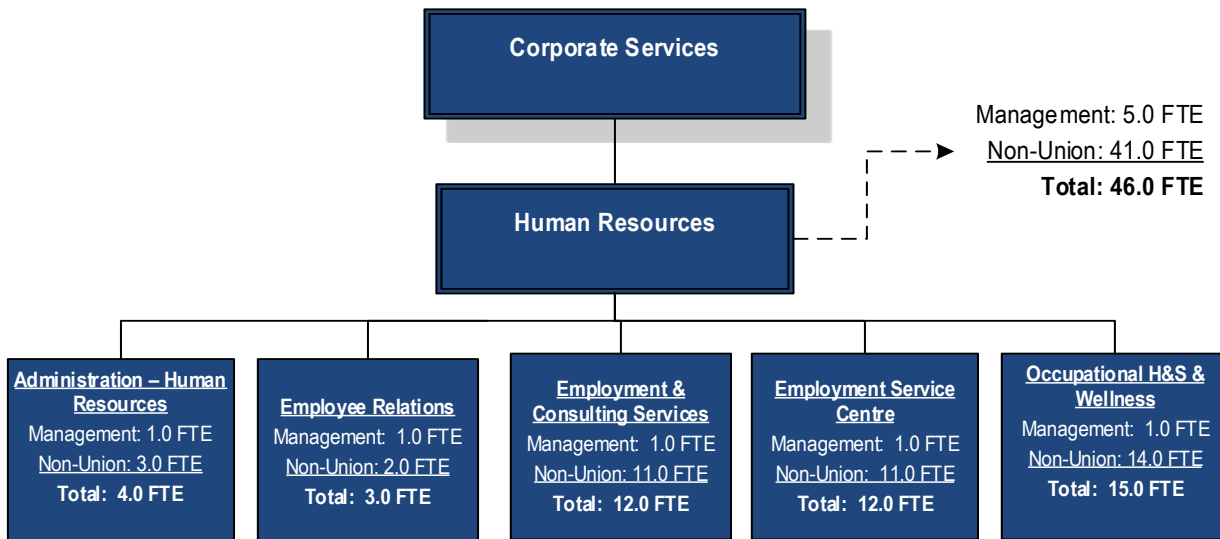 Corporate Services
Management: 5.0 FTE
Non-Union: 41.0 FTE
Total: 46.0 FTE
Human Resources
Administration – Human
Resources
Management: 1.0 FTE
Non-Union: 3.0 FTE
Total: 4.0 FTE
Employee Relations
Management: 1.0 FTE
Non-Union: 2.0 FTE
Total: 3.0 FTE
Employment &
Consulting Services
Management: 1.0 FTE
Non-Union: 11.0 FTE
Total: 12.0 FTE
Employment Service
Centre
Management: 1.0 FTE
Non-Union: 11.0 FTE
Total: 12.0 FTE
Occupational H&S &
Wellness
Management: 1.0 FTE
Non-Union: 14.0 FTE
Total: 15.0 FTE